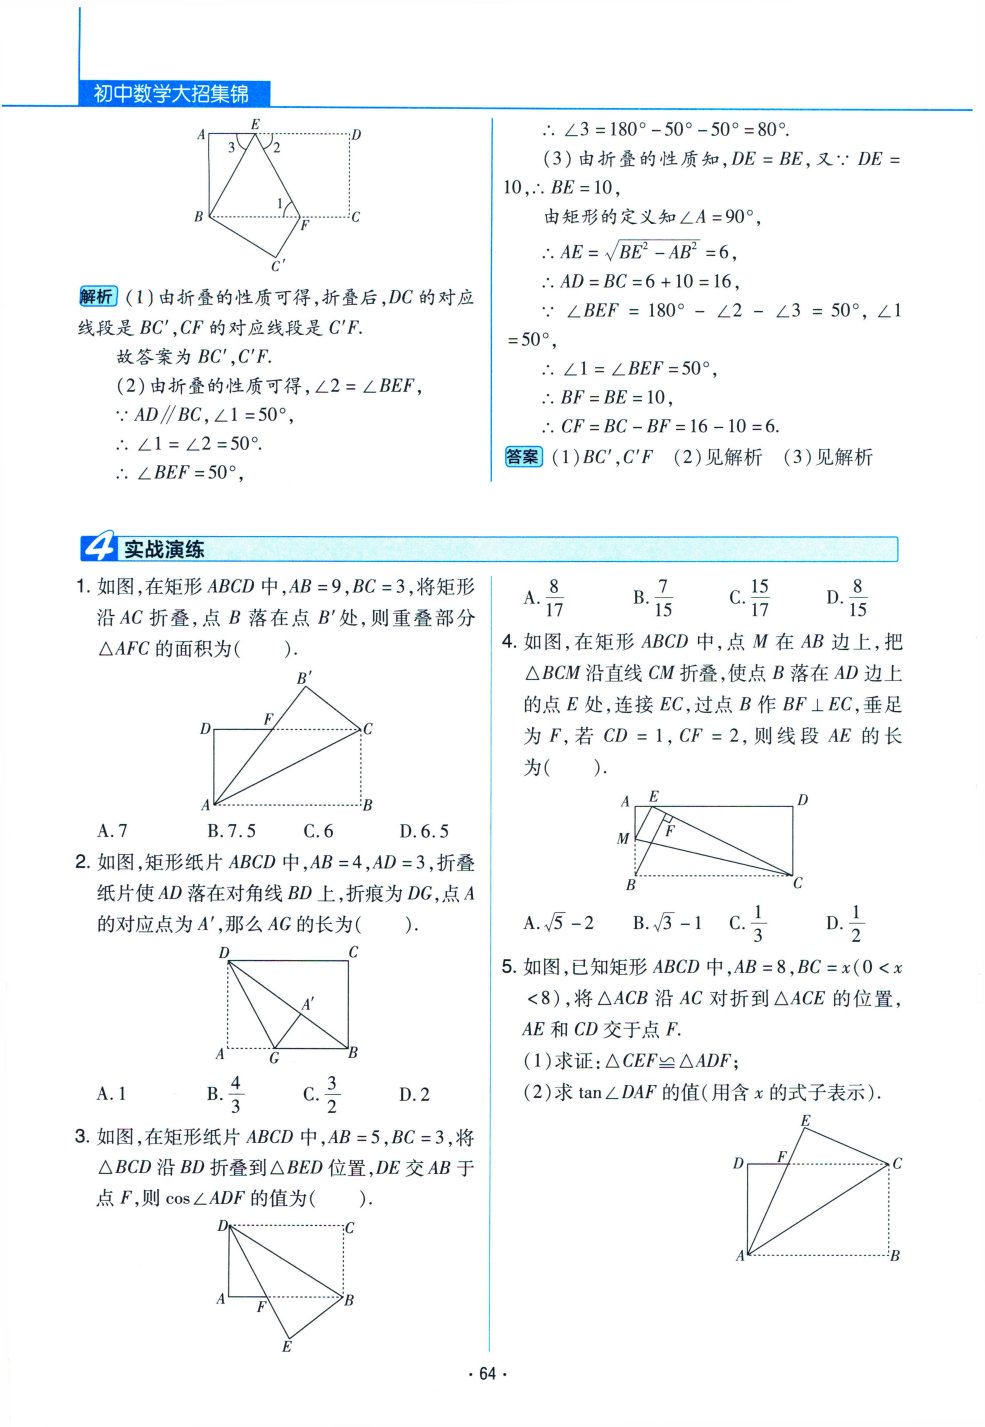 初中数学大招集锦
A
E
D
3
2
1
B
F
C
C'
解析 (1)由折叠的性质可得,折叠后,DC的对应
线段是BC',CF的对应线段是C'F.
故答案为BC',C'F.
(2)由折叠的性质可得,∠2=∠BEF,
∵AD∥BC,∠1=50°,
∴∠1=∠2=50°.
∴∠BEF=50°,
∴∠3=180°-50°-50°=80°.
(3)由折叠的性质知,DE=BE,又∵DE=
10,∴BE=10,
由矩形的定义知∠A=90°,
∴AE=√(BE²-AB²)=6,
∴AD=BC=6+10=16,
∵∠BEF=180°-∠2-∠3=50°,∠1
=50°,
∴∠1=∠BEF=50°,
∴BF=BE=10,
∴CF=BC-BF=16-10=6.
答案 (1)BC',C'F (2)见解析 (3)见解析
4 实战演练
1. 如图,在矩形ABCD中,AB=9,BC=3,将矩形
沿AC折叠,点B落在点B'处,则重叠部分
△AFC的面积为(  ).
B'
D
F
C
A
B
A.7 B.7.5 C.6 D.6.5
2. 如图,矩形纸片ABCD中,AB=4,AD=3,折叠
纸片使AD落在对角线BD上,折痕为DG,点A
的对应点为A',那么AG的长为(  ).
D
C
A'
A
G
B
A.1 B.4/3 C.3/2 D.2
3. 如图,在矩形纸片ABCD中,AB=5,BC=3,将
△BCD沿BD折叠到△BED位置,DE交AB于
点F,则cos∠ADF的值为(  ).
D
C
A
F
B
E
A.8/17 B.7/15 C.15/17 D.8/15
4. 如图,在矩形ABCD中,点M在AB边上,把
△BCM沿直线CM折叠,使点B落在AD边上
的点E处,连接EC,过点B作BF⊥EC,垂足
为F,若CD=1,CF=2,则线段AE的长
为(  ).
A
E
D
M
F
B
C
A.√5-2 B.√3-1 C.1/3 D.1/2
5. 如图,已知矩形ABCD中,AB=8,BC=x(0<x
<8),将△ACB沿AC对折到△ACE的位置,
AE和CD交于点F.
(1)求证:△CEF≌△ADF;
(2)求tan∠DAF的值(用含x的式子表示).
E
D
F
C
A
B
·64·